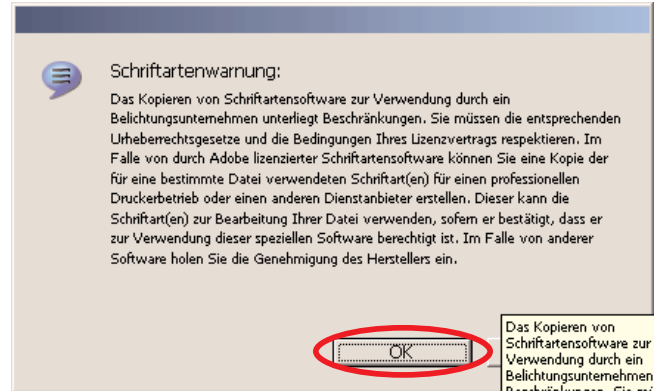 Schriftartenwarnung:
Das Kopieren von Schriftartensoftware zur Verwendung durch ein
Belichtungsunternehmen unterliegt Beschränkungen. Sie müssen die entsprechenden
Urheberrechtsgesetze und die Bedingungen Ihres Lizenzvertrags respektieren. Im
Falle von durch Adobe lizenzierter Schriftartensoftware können Sie eine Kopie der
für eine bestimmte Datei verwendeten Schriftart(en) für einen professionellen
Druckerbetrieb oder einen anderen Dienstanbieter erstellen. Dieser kann die
Schriftart(en) zur Bearbeitung Ihrer Datei verwenden, sofern er bestätigt, dass er
zur Verwendung dieser speziellen Software berechtigt ist. Im Falle von anderer
Software holen Sie die Genehmigung des Herstellers ein.
OK
Das Kopieren von
Schriftartensoftware zur
Verwendung durch ein
Belichtungsunternehmen